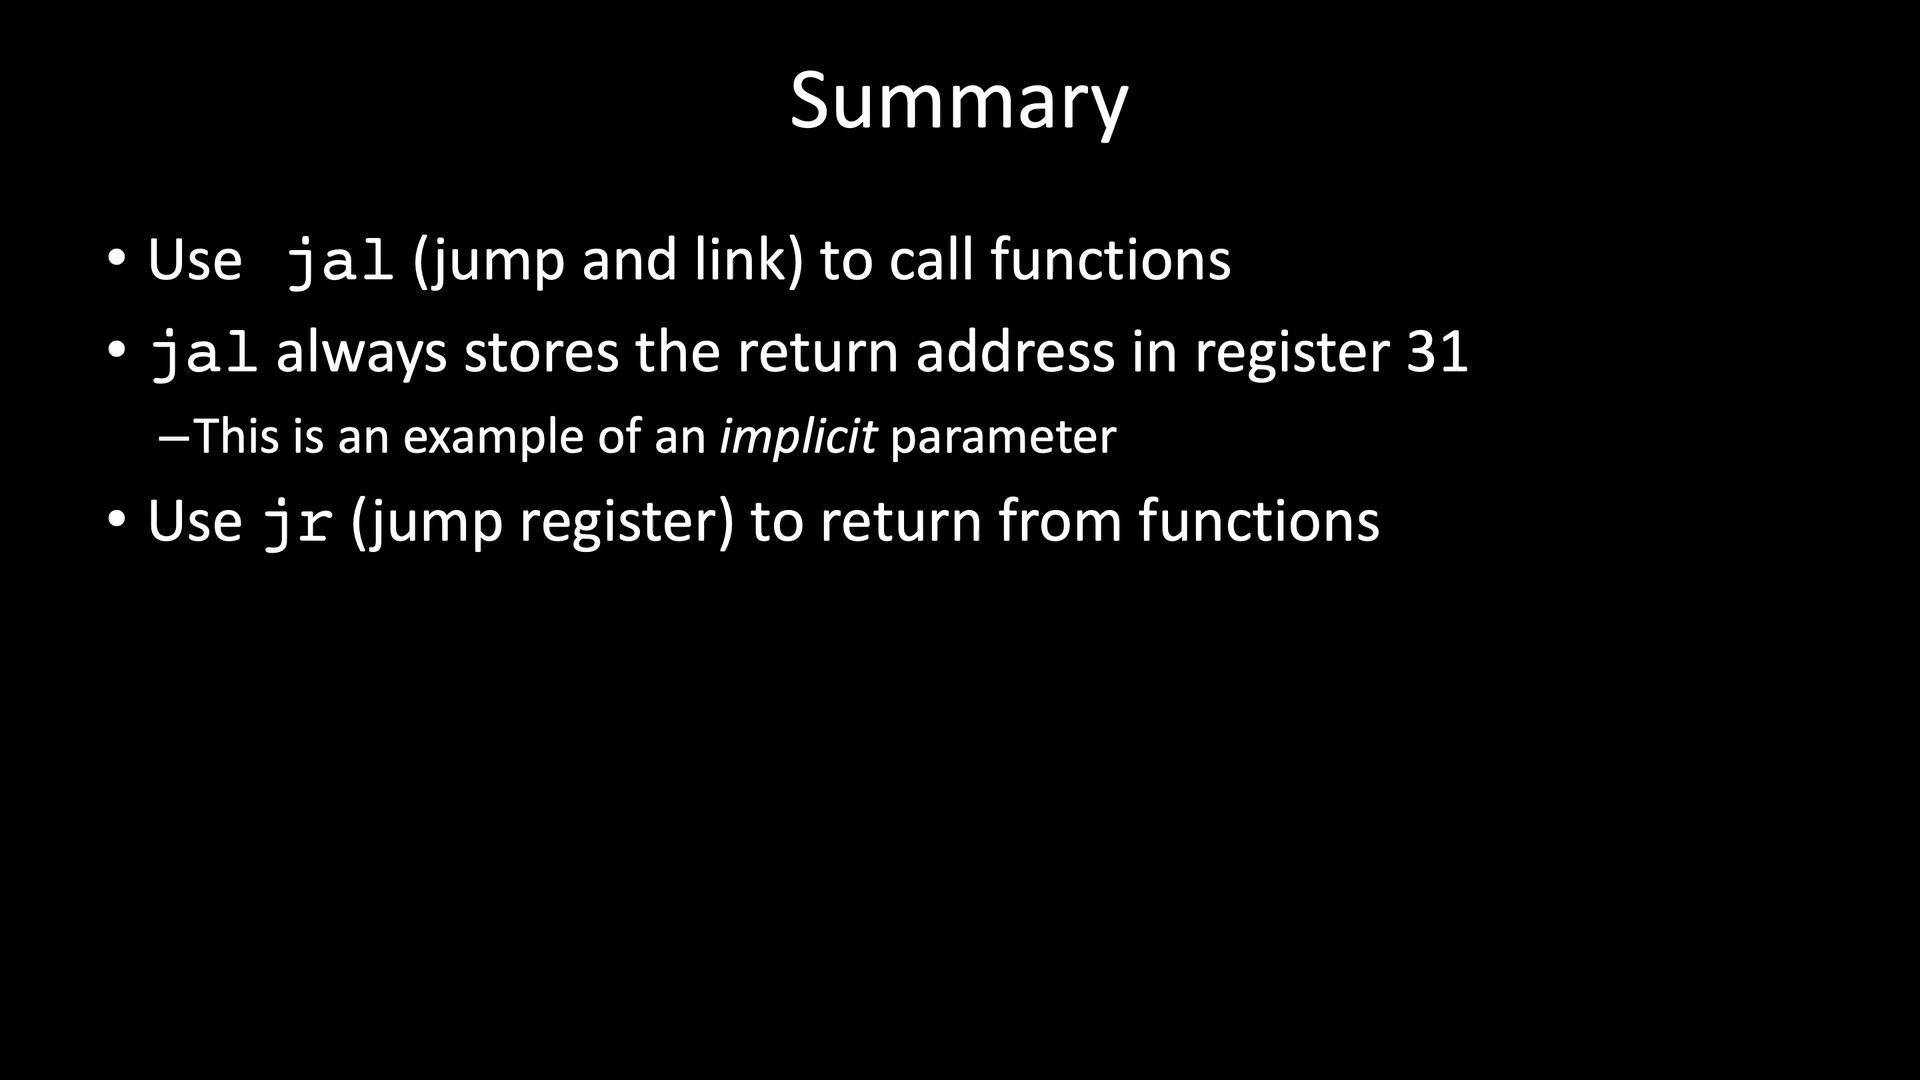 Summary
• Use jal (jump and link) to call functions
• jal always stores the return address in register 31
–This is an example of an implicit parameter
• Use jr (jump register) to return from functions